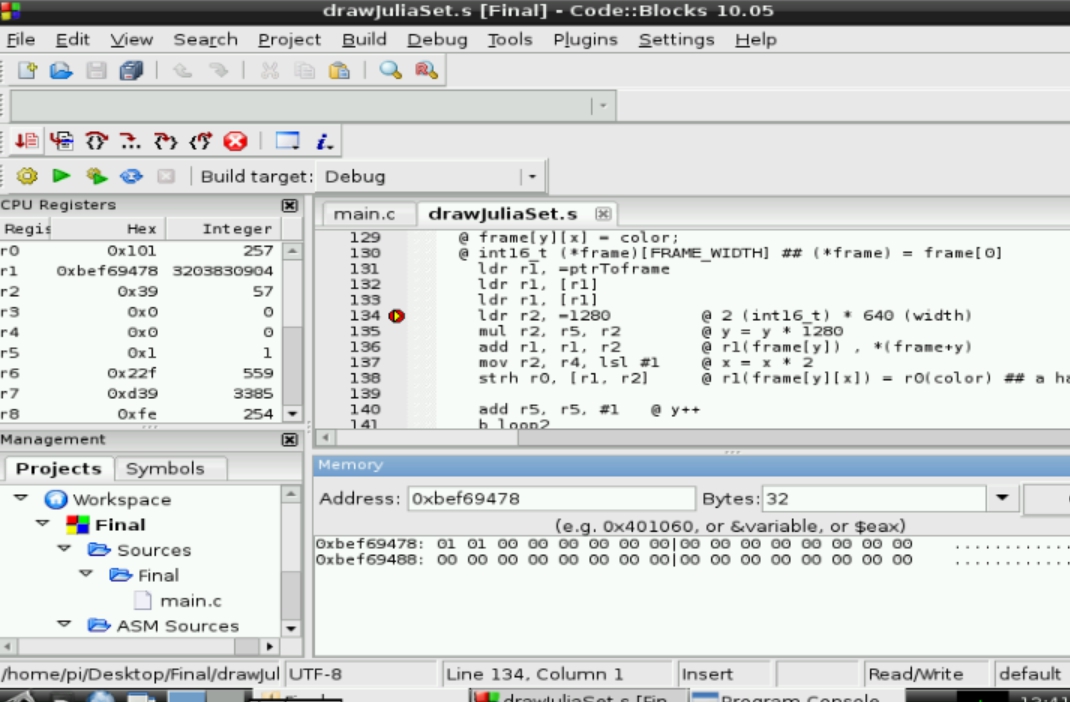 drawJuliaSet.s [Final] - Code::Blocks 10.05
File Edit View Search Project Build Debug Tools Plugins Settings Help
Build target: Debug
CPU Registers
Regis Hex Integer
r0 0x101 257
r1 0xbef69478 3203830904
r2 0x39 57
r3 0x0 0
r4 0x0 0
r5 0x1 1
r6 0x22f 559
r7 0xd39 3385
r8 0xfe 254
main.c drawJuliaSet.s
129 @ frame[y][x] = color;
130 @ int16_t (*frame)[FRAME_WIDTH] ## (*frame) = frame[0]
131 ldr r1, =ptrToframe
132 ldr r1, [r1]
133 ldr r1, [r1]
134 ldr r2, =1280 @ 2 (int16_t) * 640 (width)
135 mul r2, r5, r2 @ y = y * 1280
136 add r1, r1, r2 @ r1(frame[y]) , *(frame+y)
137 mov r2, r4, lsl #1 @ x = x * 2
138 strh r0, [r1, r2] @ r1(frame[y][x]) = r0(color) ## a ha
139
140 add r5, r5, #1 @ y++
141 b loop2
Management
Projects Symbols
Workspace
Final
Sources
Final
main.c
ASM Sources
Memory
Address: 0xbef69478 Bytes: 32
(e.g. 0x401060, or &variable, or $eax)
0xbef69478: 01 01 00 00 00 00 00 00|00 00 00 00 00 00 00 00 ............
0xbef69488: 00 00 00 00 00 00 00 00|00 00 00 00 00 00 00 00 ............
/home/pi/Desktop/Final/drawJul UTF-8 Line 134, Column 1 Insert Read/Write default
drawJuliaSet.s [Fin Program Console 12:41